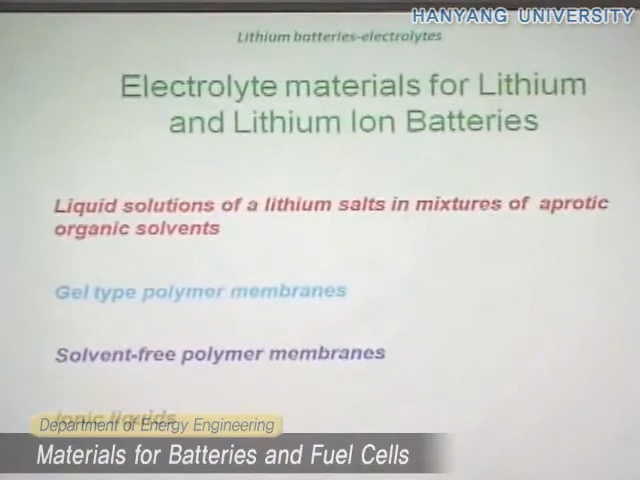 HANYANG UNIVERSITY
Lithium batteries-electrolytes
Electrolyte materials for Lithium
and Lithium Ion Batteries
Liquid solutions of a lithium salts in mixtures of aprotic
organic solvents
Gel type polymer membranes
Solvent-free polymer membranes
Ionic liquids
Department of Energy Engineering
Materials for Batteries and Fuel Cells